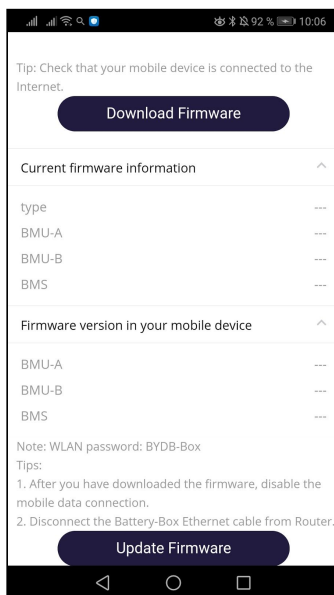 92 % 10:06
Tip: Check that your mobile device is connected to the
Internet.
Download Firmware
Current firmware information
type ---
BMU-A ---
BMU-B ---
BMS ---
Firmware version in your mobile device
BMU-A ---
BMU-B ---
BMS ---
Note: WLAN password: BYDB-Box
Tips:
1. After you have downloaded the firmware, disable the
mobile data connection.
2. Disconnect the Battery-Box Ethernet cable from Router.
Update Firmware